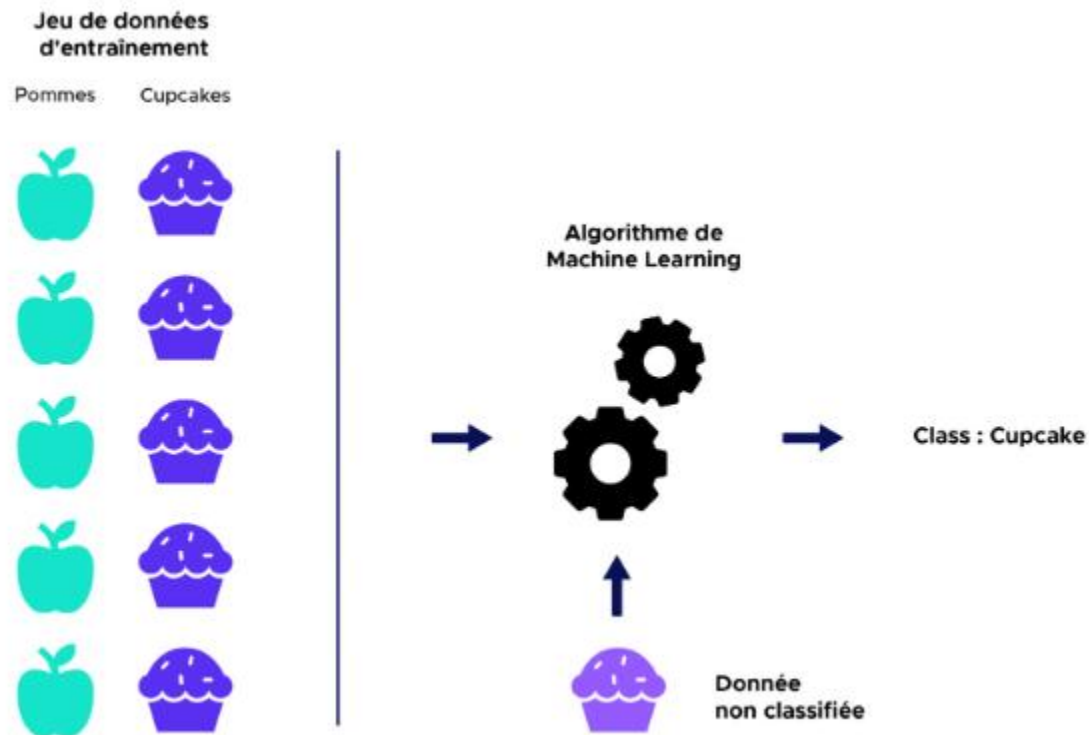 Jeu de données
d'entraînement
Pommes Cupcakes
Algorithme de
Machine Learning
Class : Cupcake
Donnée
non classifiée